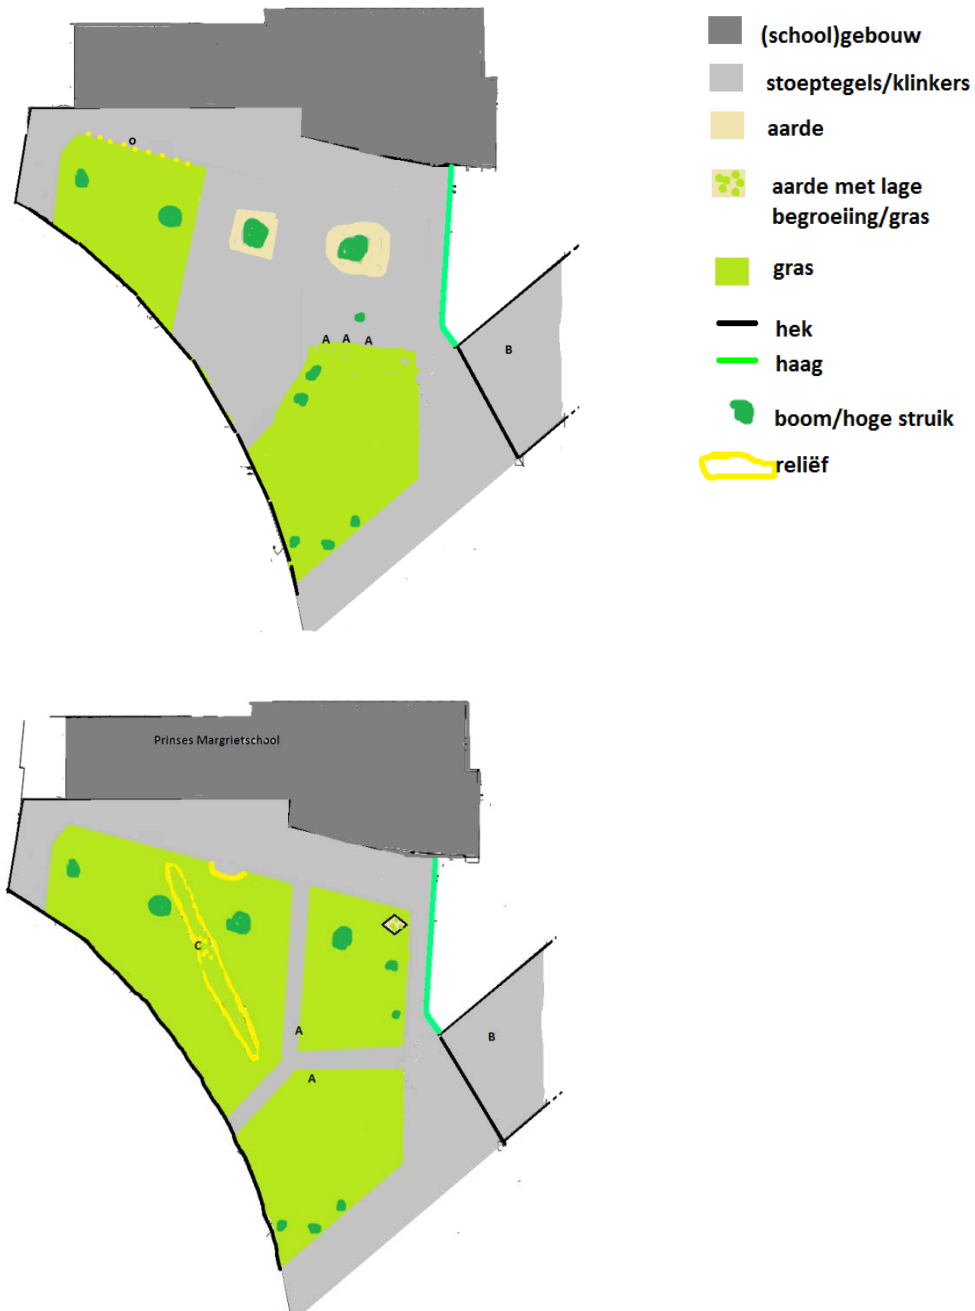 (school)gebouw
stoeptegels/klinkers
aarde
aarde met lage
begroeiing/gras
gras
hek
haag
boom/hoge struik
reliëf
O
A A A
B
Prinses Margrietschool
C
A
A
B